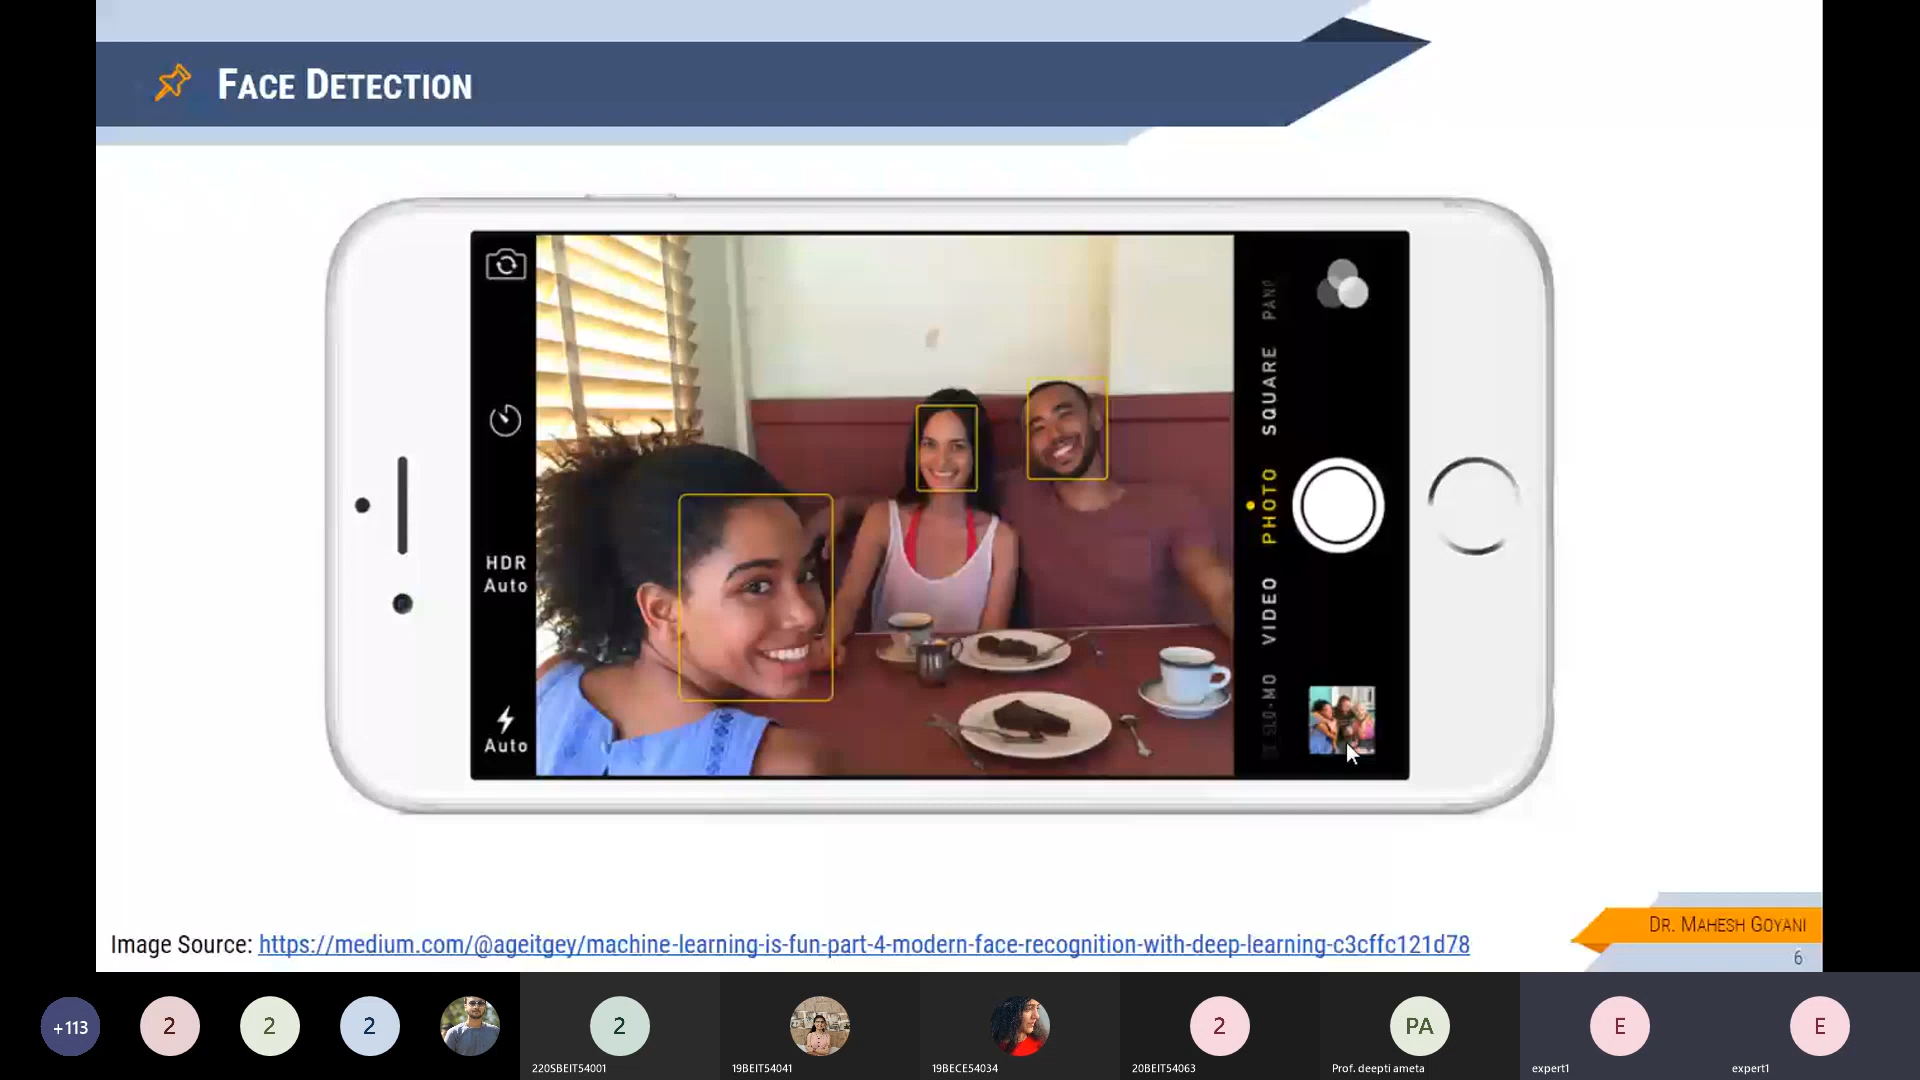 FACE DETECTION
HDR
Auto
Auto
SQUARE
PHOTO
VIDEO
SLO-MO
Image Source: https://medium.com/@ageitgey/machine-learning-is-fun-part-4-modern-face-recognition-with-deep-learning-c3cffc121d78
DR. MAHESH GOYANI
6
+113
2
2
2
2
2
PA
E
E
220SBEIT54001
19BEIT54041
19BECE54034
20BEIT54063
Prof. deepti ameta
expert1
expert1